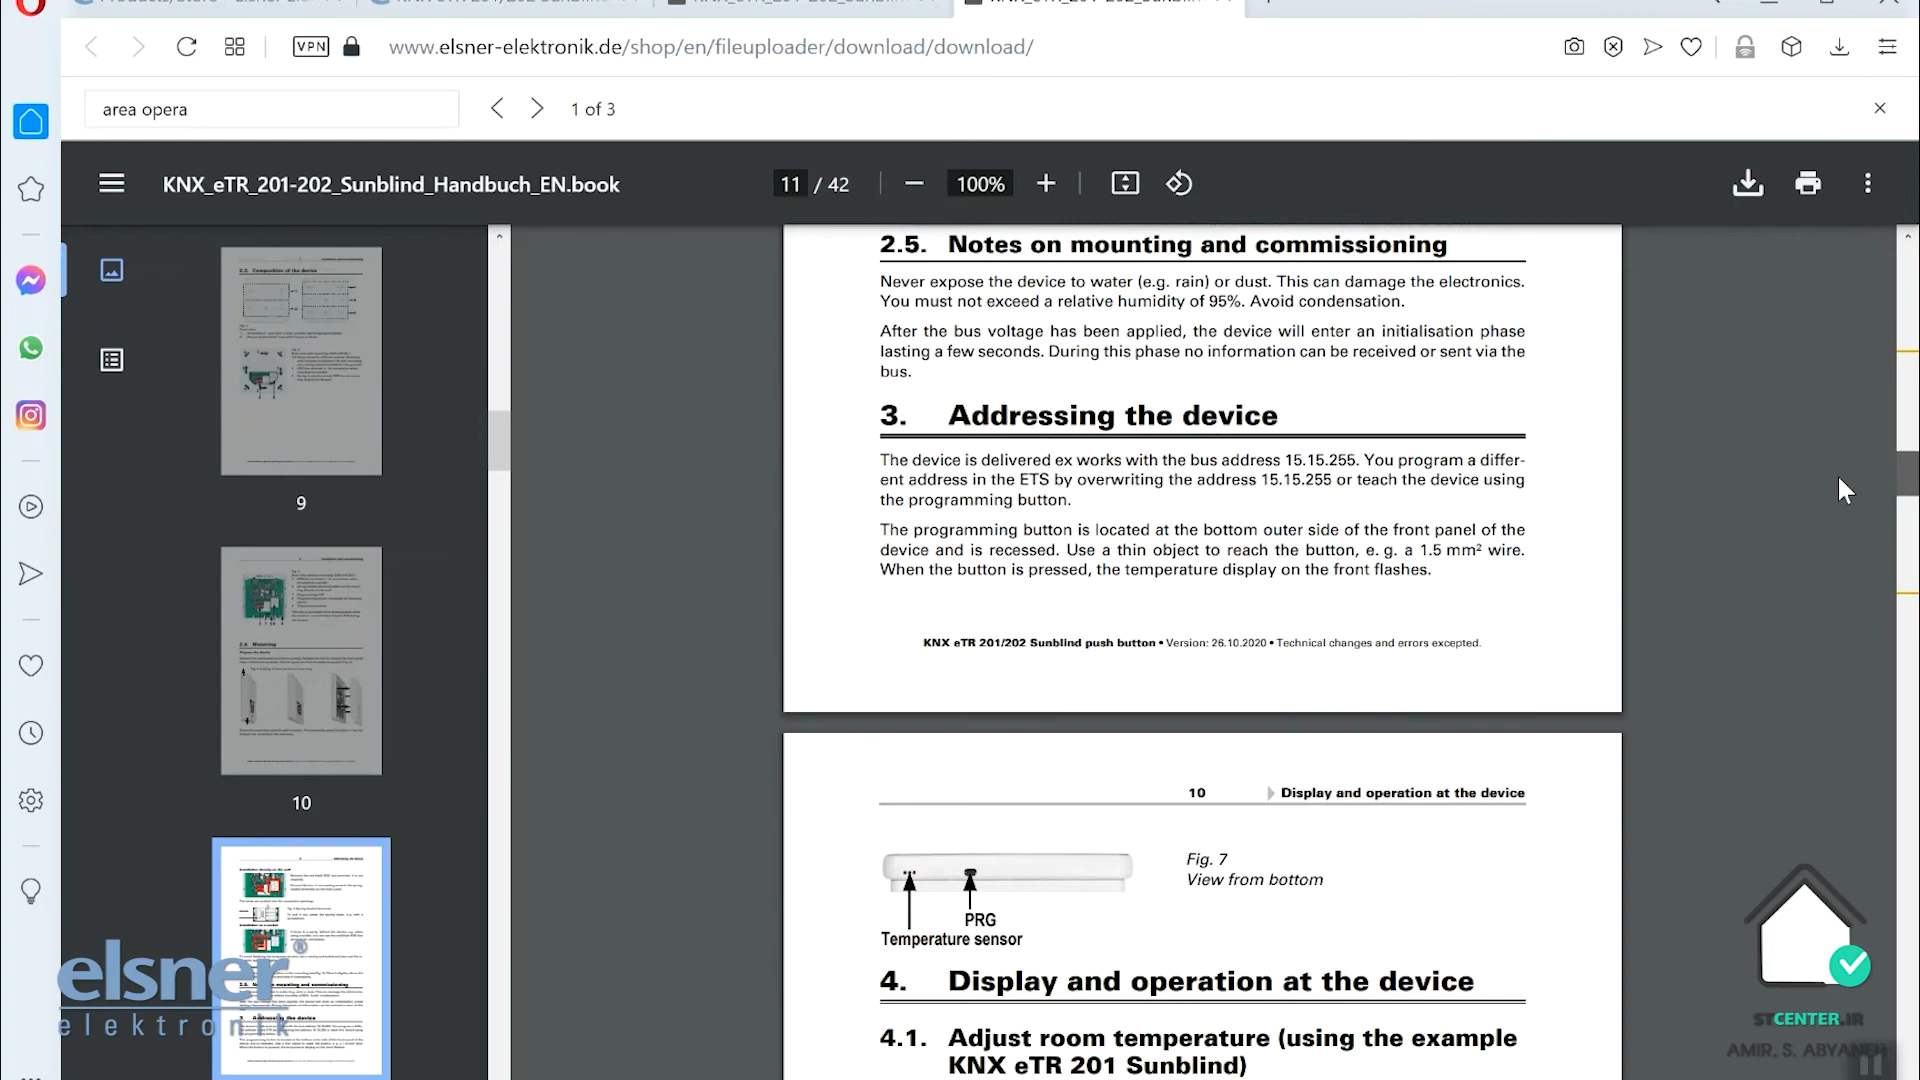 VPN
www.elsner-elektronik.de/shop/en/fileuploader/download/download/
area opera
1 of 3
KNX_eTR_201-202_Sunblind_Handbuch_EN.book
11 / 42
100%
9
10
2.5. Notes on mounting and commissioning
Never expose the device to water (e.g. rain) or dust. This can damage the electronics.
You must not exceed a relative humidity of 95%. Avoid condensation.
After the bus voltage has been applied, the device will enter an initialisation phase
lasting a few seconds. During this phase no information can be received or sent via the
bus.
3. Addressing the device
The device is delivered ex works with the bus address 15.15.255. You program a differ-
ent address in the ETS by overwriting the address 15.15.255 or teach the device using
the programming button.
The programming button is located at the bottom outer side of the front panel of the
device and is recessed. Use a thin object to reach the button, e. g. a 1.5 mm² wire.
When the button is pressed, the temperature display on the front flashes.
KNX eTR 201/202 Sunblind push button • Version: 26.10.2020 • Technical changes and errors excepted.
10 Display and operation at the device
Fig. 7
View from bottom
PRG
Temperature sensor
4. Display and operation at the device
4.1. Adjust room temperature (using the example
KNX eTR 201 Sunblind)
elsner®
elektronik
STCENTER.IR
AMIR, S. ABYANEH